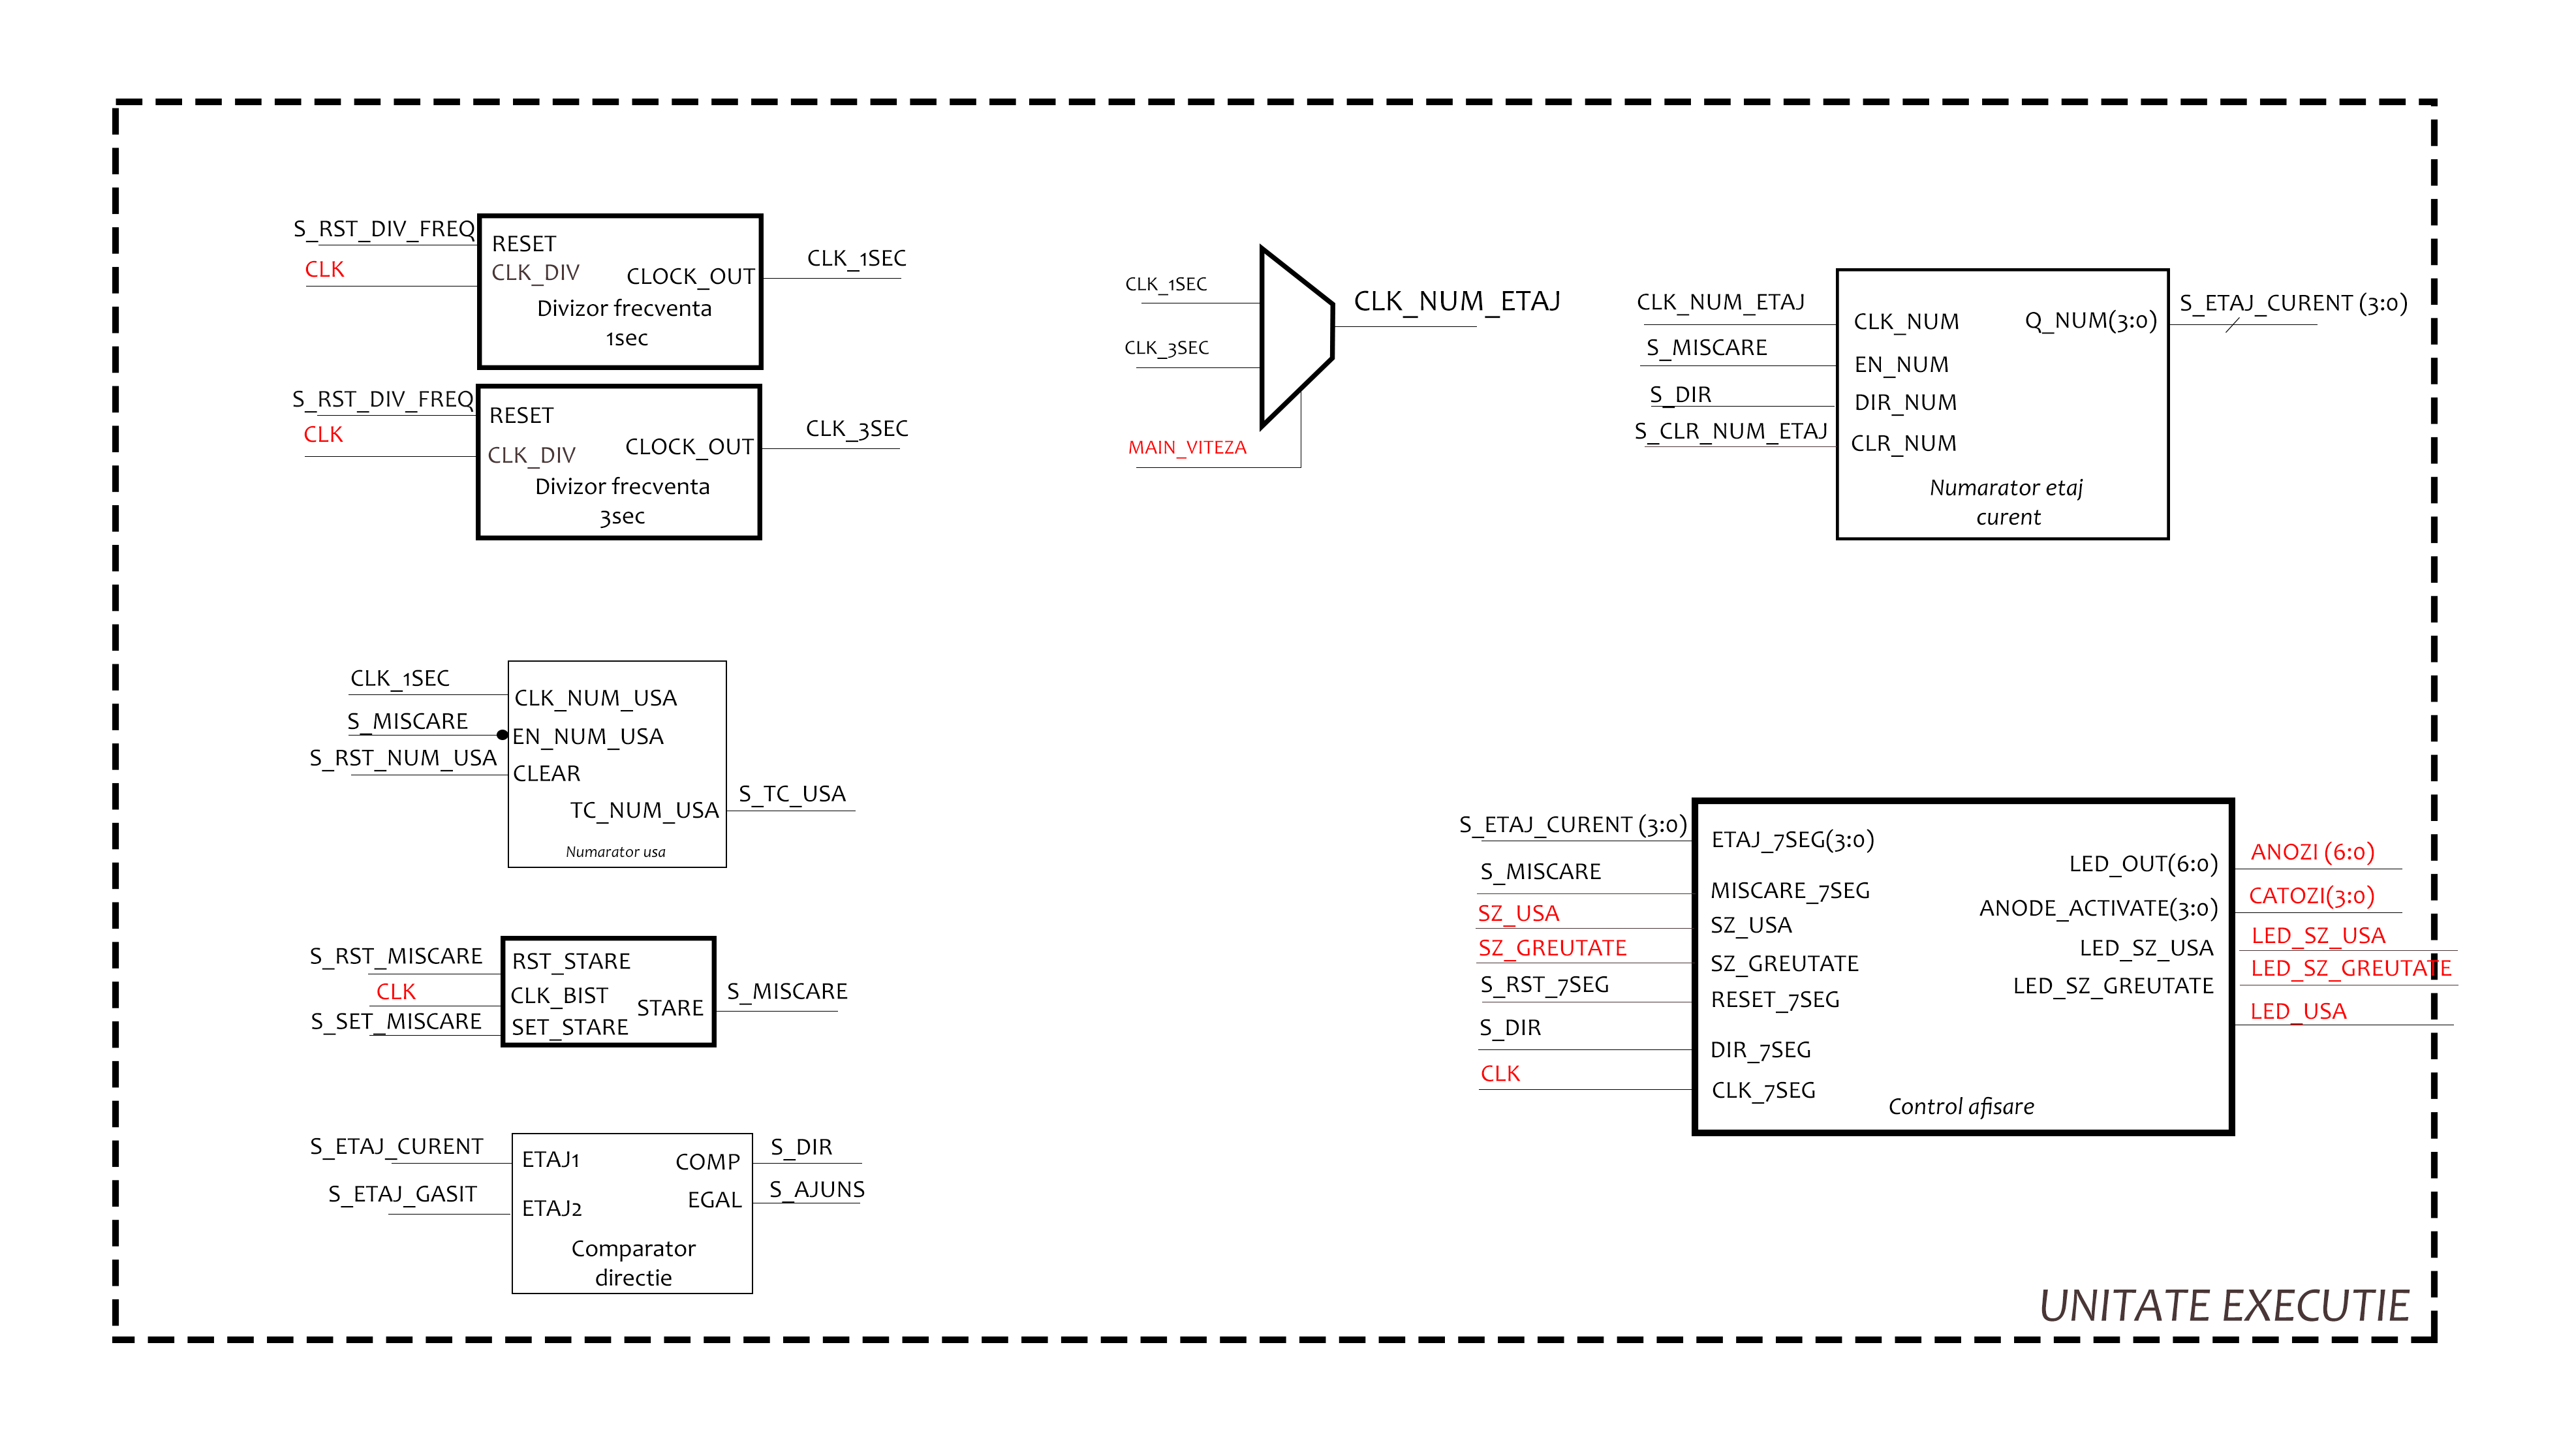 S_RST_DIV_FREQ
CLK
RESET
CLK_DIV
CLOCK_OUT
Divizor frecventa
1sec
CLK_1SEC
S_RST_DIV_FREQ
CLK
RESET
CLK_DIV
CLOCK_OUT
Divizor frecventa
3sec
CLK_3SEC
CLK_1SEC
CLK_3SEC
MAIN_VITEZA
CLK_NUM_ETAJ
CLK_NUM_ETAJ
S_MISCARE
S_DIR
S_CLR_NUM_ETAJ
CLK_NUM
EN_NUM
DIR_NUM
CLR_NUM
Q_NUM(3:0)
Numarator etaj
curent
S_ETAJ_CURENT (3:0)
CLK_1SEC
S_MISCARE
S_RST_NUM_USA
CLK_NUM_USA
EN_NUM_USA
CLEAR
TC_NUM_USA
Numarator usa
S_TC_USA
S_RST_MISCARE
CLK
S_SET_MISCARE
RST_STARE
CLK_BIST
SET_STARE
STARE
S_MISCARE
S_ETAJ_CURENT
S_ETAJ_GASIT
ETAJ1
ETAJ2
COMP
EGAL
Comparator
directie
S_DIR
S_AJUNS
S_ETAJ_CURENT (3:0)
S_MISCARE
SZ_USA
SZ_GREUTATE
S_RST_7SEG
S_DIR
CLK
ETAJ_7SEG(3:0)
MISCARE_7SEG
SZ_USA
SZ_GREUTATE
RESET_7SEG
DIR_7SEG
CLK_7SEG
LED_OUT(6:0)
ANODE_ACTIVATE(3:0)
LED_SZ_USA
LED_SZ_GREUTATE
Control afisare
ANOZI (6:0)
CATOZI(3:0)
LED_SZ_USA
LED_SZ_GREUTATE
LED_USA
UNITATE EXECUTIE